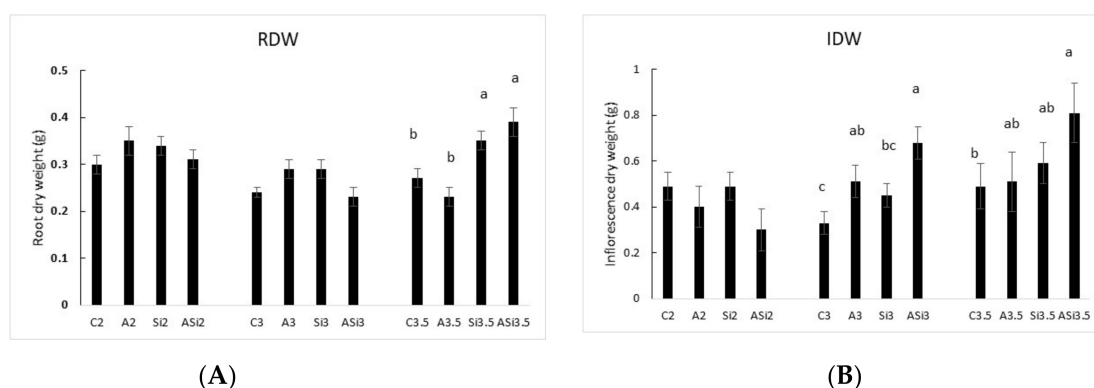 RDW
Root dry weight (g)
0.5
0.4
0.3
0.2
0.1
0
b
b
a
a
C2 A2 Si2 ASi2 C3 A3 Si3 ASi3 C3.5 A3.5 Si3.5 ASi3.5
(A)
IDW
Inflorescence dry weight (g)
1
0.8
0.6
0.4
0.2
0
c
ab
bc
a
b
ab
ab
a
C2 A2 Si2 ASi2 C3 A3 Si3 ASi3 C3.5 A3.5 Si3.5 ASi3.5
(B)